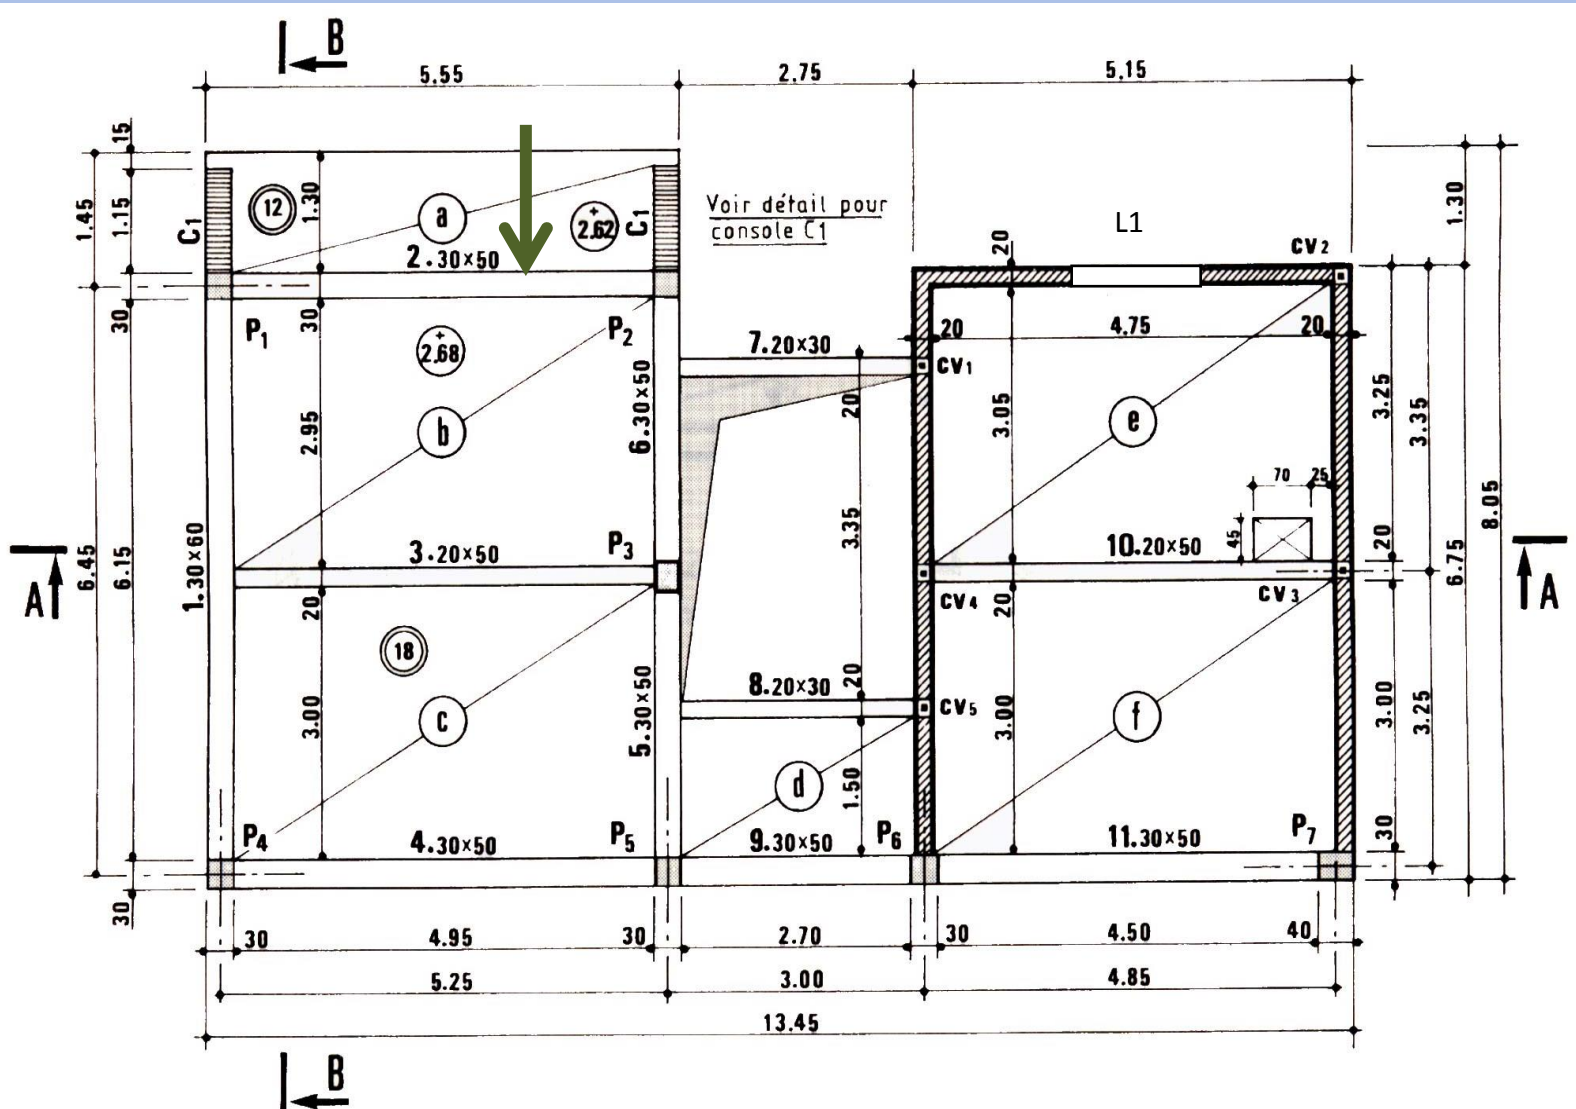 B
5.55
2.75
5.15
15
1.45
1.15
C1
12
1.30
a
+
2.62
C1
Voir détail pour
console C1
L1
CV2
1.30
2.30×50
20
30
P1
30
P2
+
2.68
7.20×30
20
4.75
20
CV1
2.95
b
6.30×50
20
3.05
e
3.25
3.35
70
25
8.05
A
6.45
6.15
1.30×60
3.20×50
P3
3.35
10.20×50
45
20
6.75
A
20
CV4
20
CV3
18
8.20×30
20
CV5
3.00
c
5.30×50
3.00
f
3.00
3.25
d
1.50
P4
4.30×50
P5
9.30×50
P6
11.30×50
P7
30
30
30
4.95
30
2.70
30
4.50
40
5.25
3.00
4.85
13.45
B